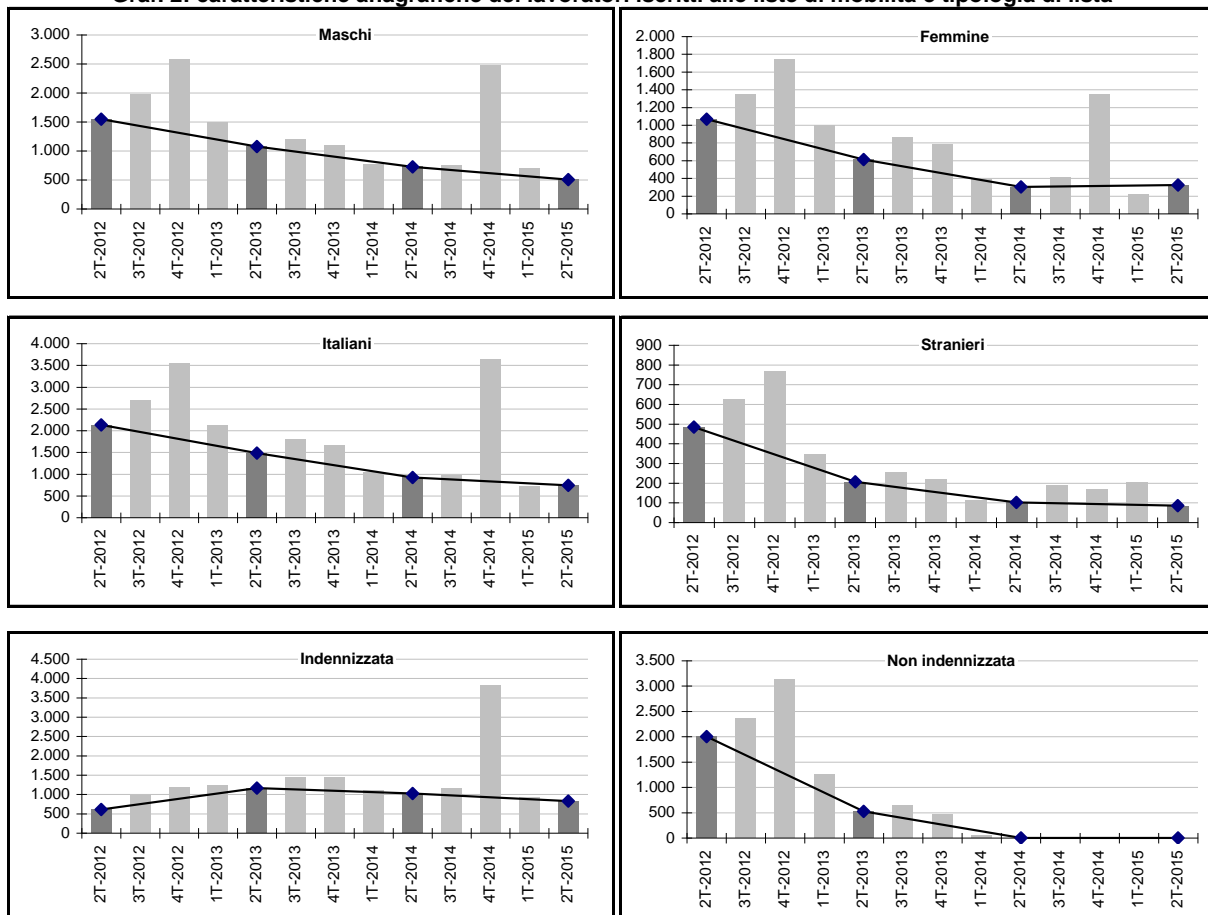 Graf. 2: caratteristiche anagrafiche dei lavoratori iscritti alle liste di mobilità e tipologia di lista
Maschi
3.000
2.500
2.000
1.500
1.000
500
0
2T-2012
3T-2012
4T-2012
1T-2013
2T-2013
3T-2013
4T-2013
1T-2014
2T-2014
3T-2014
4T-2014
1T-2015
2T-2015
Femmine
2.000
1.800
1.600
1.400
1.200
1.000
800
600
400
200
0
2T-2012
3T-2012
4T-2012
1T-2013
2T-2013
3T-2013
4T-2013
1T-2014
2T-2014
3T-2014
4T-2014
1T-2015
2T-2015
Italiani
4.000
3.500
3.000
2.500
2.000
1.500
1.000
500
0
2T-2012
3T-2012
4T-2012
1T-2013
2T-2013
3T-2013
4T-2013
1T-2014
2T-2014
3T-2014
4T-2014
1T-2015
2T-2015
Stranieri
900
800
700
600
500
400
300
200
100
0
2T-2012
3T-2012
4T-2012
1T-2013
2T-2013
3T-2013
4T-2013
1T-2014
2T-2014
3T-2014
4T-2014
1T-2015
2T-2015
Indennizzata
4.500
4.000
3.500
3.000
2.500
2.000
1.500
1.000
500
0
2T-2012
3T-2012
4T-2012
1T-2013
2T-2013
3T-2013
4T-2013
1T-2014
2T-2014
3T-2014
4T-2014
1T-2015
2T-2015
Non indennizzata
3.500
3.000
2.500
2.000
1.500
1.000
500
0
2T-2012
3T-2012
4T-2012
1T-2013
2T-2013
3T-2013
4T-2013
1T-2014
2T-2014
3T-2014
4T-2014
1T-2015
2T-2015